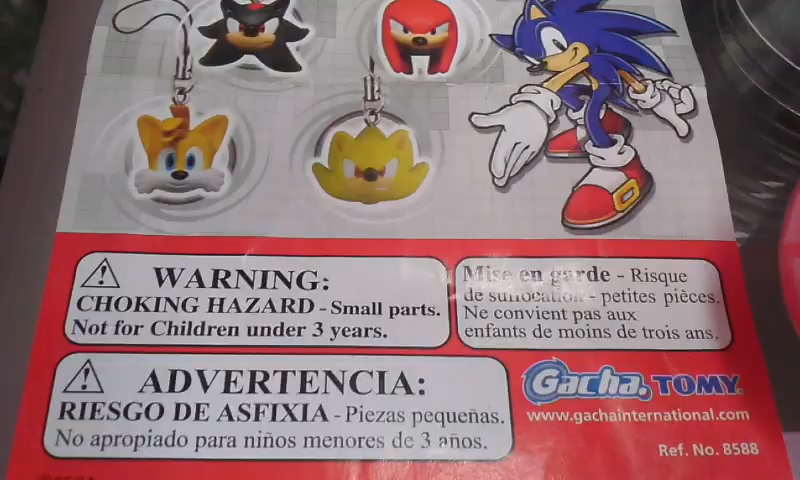 WARNING:
CHOKING HAZARD - Small parts.
Not for Children under 3 years.
Mise en garde - Risque
de suffocation - petites pièces.
Ne convient pas aux
enfants de moins de trois ans.
ADVERTENCIA:
RIESGO DE ASFIXIA - Piezas pequeñas.
No apropiado para niños menores de 3 años.
Gacha. TOMY.
www.gachainternational.com
Ref. No. 8588